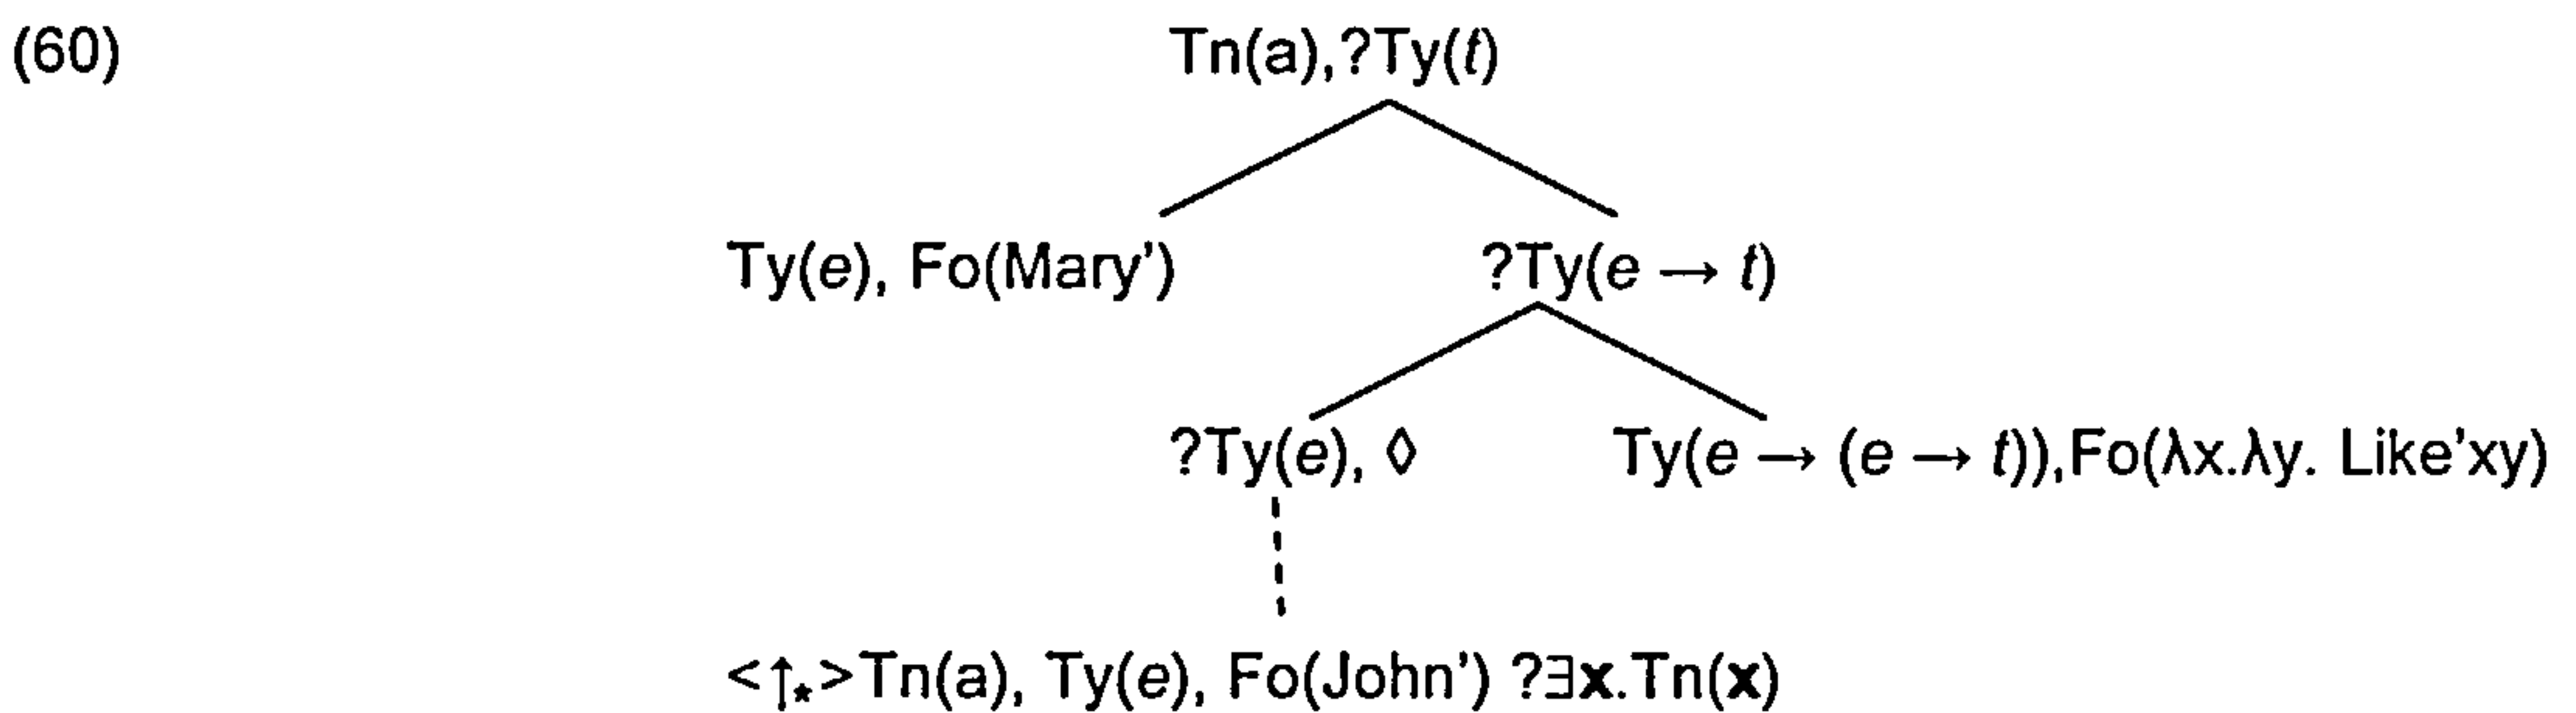 (60) Tn(a),?Ty(t)
Ty(e), Fo(Mary’) ?Ty(e → t)
?Ty(e), ◊ Ty(e → (e → t)),Fo(λx.λy. Like’xy)
<↑*>Tn(a), Ty(e), Fo(John’) ?∃x.Tn(x)